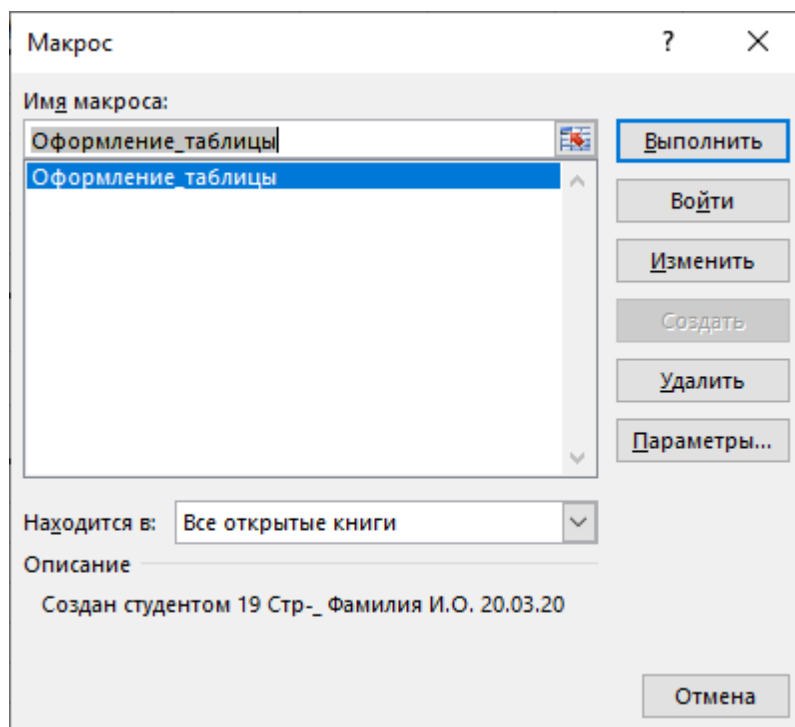 Макрос
?
Имя макроса:
Оформление_таблицы
Выполнить
Оформление_таблицы
Войти
Изменить
Создать
Удалить
Параметры...
Находится в: Все открытые книги
Описание
Создан студентом 19 Стр-_ Фамилия И.О. 20.03.20
Отмена